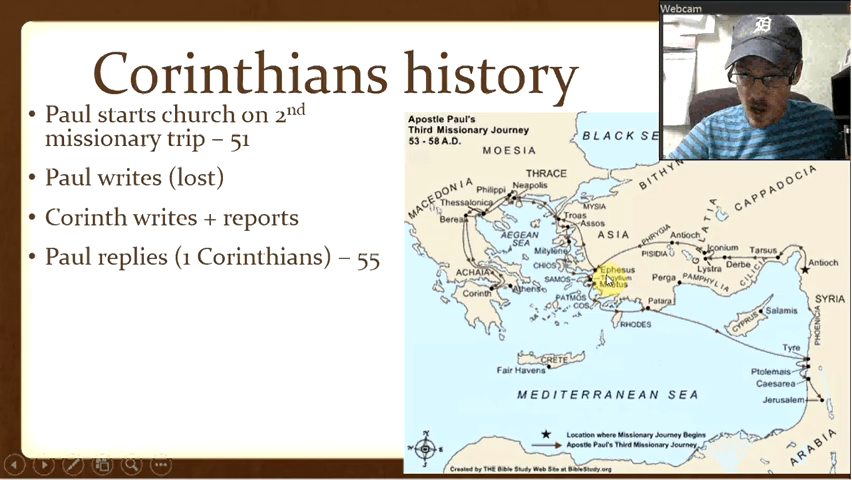 Webcam
D
Corinthians history
• Paul starts church on 2nd
missionary trip – 51
• Paul writes (lost)
• Corinth writes + reports
• Paul replies (1 Corinthians) – 55
Apostle Paul's
Third Missionary Journey
53 - 58 A.D.
BLACK SE
MOESIA
THRACE
BITHYN
CAPPADOCIA
MACEDONIA
Philippi
Neapolis
Thessalonica
Berea
MYSIA
Troas
Assos
GALATIA
AEGEAN
SEA
ASIA
PHRYGIA
Antioch
PISIDIA
Iconium
Tarsus
Mitylene
Lystra
Derbe
CILICI
Antioch
CHIOS
Ephesus
ACHAIA
SAMOS
Miletus
Perga
PAMPHYLIA
Athens
Corinth
PATMOS
COS
Patara
SYRIA
RHODES
CYPRUS
Salamis
PHOENICIA
Tyre
CRETE
Fair Havens
Ptolemais
Caesarea
MEDITERRANEAN SEA
Jerusalem
ARABIA
Location where Missionary Journey Begins
Apostle Paul's Third Missionary Journey
Created by THE Bible Study Web Site at BibleStudy.org